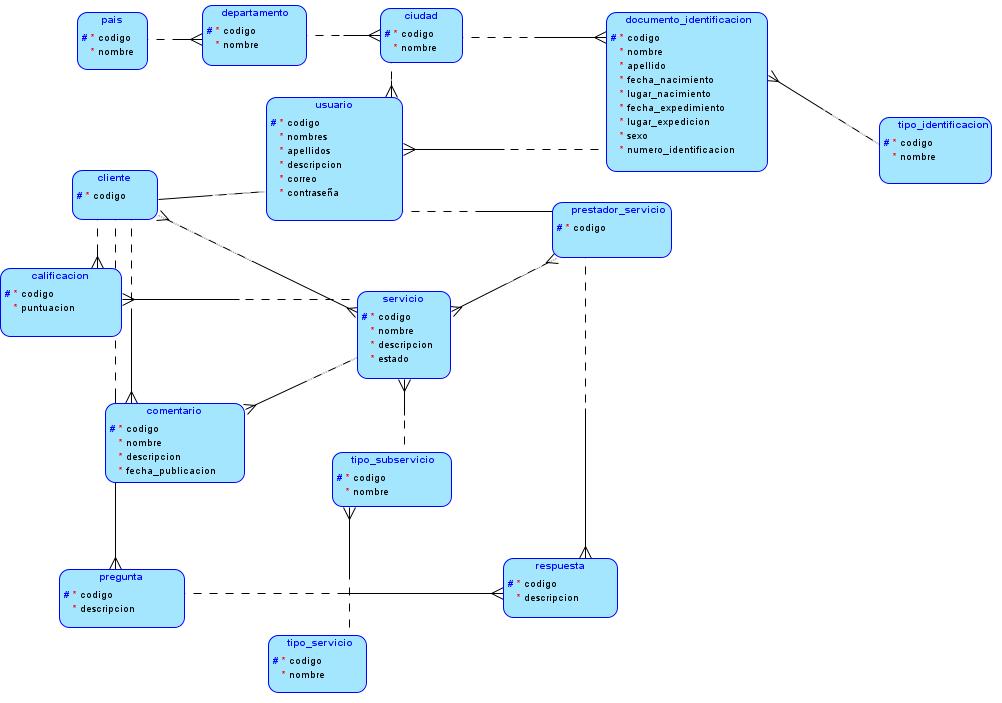 pais
# * codigo
* nombre
departamento
* codigo
* nombre
ciudad
# * codigo
* nombre
documento_identificacion
# * codigo
* nombre
* apellido
* fecha_nacimiento
* lugar_nacimiento
* fecha_expedimiento
* lugar_expedicion
* sexo
* numero_identificacion
tipo_identificacion
# * codigo
* nombre
usuario
# * codigo
* nombres
* apellidos
* descripcion
* correo
* contraseña
cliente
# * codigo
prestador_servicio
# * codigo
calificacion
# * codigo
* puntuacion
servicio
# * codigo
* nombre
* descripcion
* estado
comentario
# * codigo
* nombre
* descripcion
* fecha_publicacion
tipo_subservicio
# * codigo
* nombre
pregunta
# * codigo
* descripcion
respuesta
# * codigo
* descripcion
tipo_servicio
# * codigo
* nombre